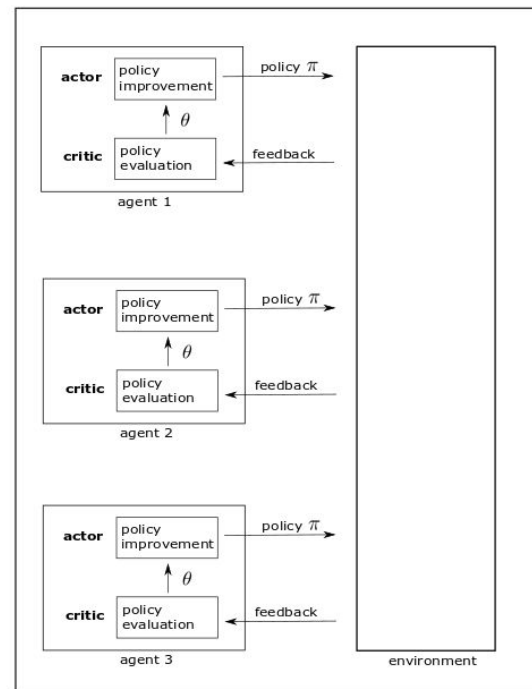 actor
policy
improvement
policy π
θ
critic
policy
evaluation
feedback
agent 1
actor
policy
improvement
policy π
θ
critic
policy
evaluation
feedback
agent 2
actor
policy
improvement
policy π
θ
critic
policy
evaluation
feedback
agent 3
environment